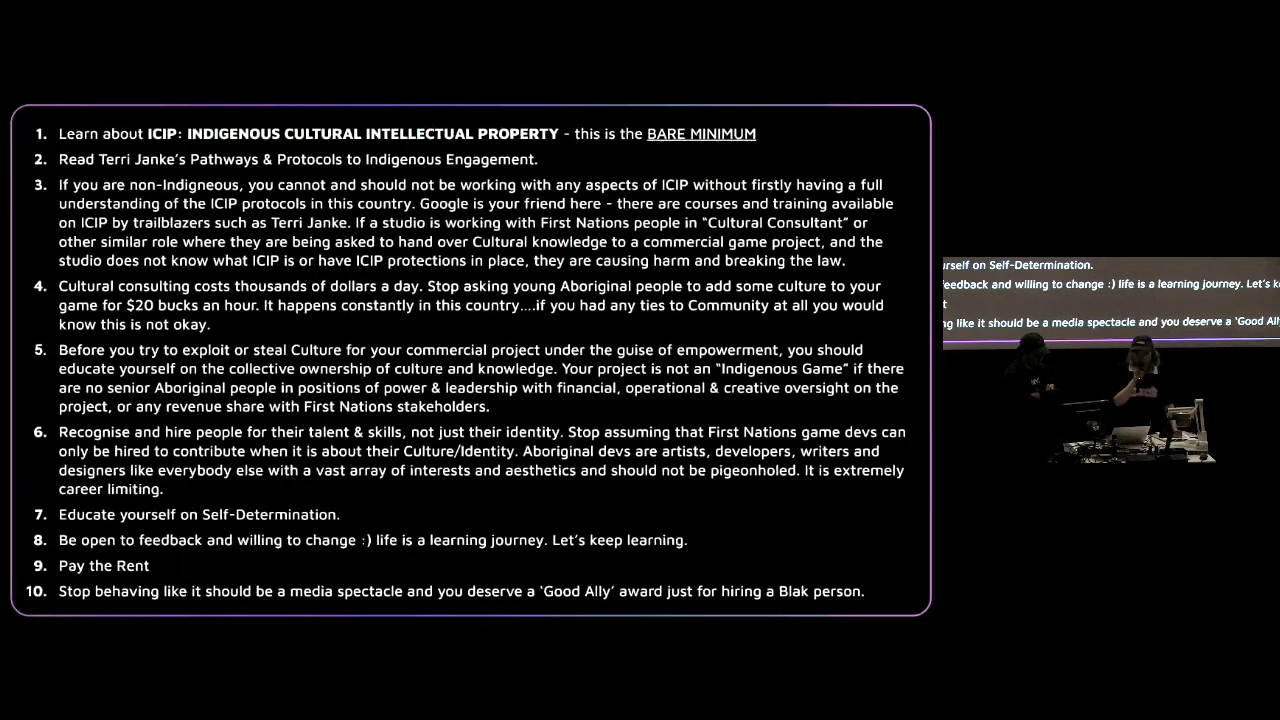 1. Learn about ICIP: INDIGENOUS CULTURAL INTELLECTUAL PROPERTY - this is the BARE MINIMUM
2. Read Terri Janke's Pathways & Protocols to Indigenous Engagement.
3. If you are non-Indigneous, you cannot and should not be working with any aspects of ICIP without firstly having a full
understanding of the ICIP protocols in this country. Google is your friend here - there are courses and training available
on ICIP by trailblazers such as Terri Janke. If a studio is working with First Nations people in “Cultural Consultant” or
other similar role where they are being asked to hand over Cultural knowledge to a commercial game project, and the
studio does not know what ICIP is or have ICIP protections in place, they are causing harm and breaking the law.
4. Cultural consulting costs thousands of dollars a day. Stop asking young Aboriginal people to add some culture to your
game for $20 bucks an hour. It happens constantly in this country....if you had any ties to Community at all you would
know this is not okay.
5. Before you try to exploit or steal Culture for your commercial project under the guise of empowerment, you should
educate yourself on the collective ownership of culture and knowledge. Your project is not an “Indigenous Game” if there
are no senior Aboriginal people in positions of power & leadership with financial, operational & creative oversight on the
project, or any revenue share with First Nations stakeholders.
6. Recognise and hire people for their talent & skills, not just their identity. Stop assuming that First Nations game devs can
only be hired to contribute when it is about their Culture/Identity. Aboriginal devs are artists, developers, writers and
designers like everybody else with a vast array of interests and aesthetics and should not be pigeonholed. It is extremely
career limiting.
7. Educate yourself on Self-Determination.
8. Be open to feedback and willing to change :) life is a learning journey. Let's keep learning.
9. Pay the Rent
10. Stop behaving like it should be a media spectacle and you deserve a ‘Good Ally’ award just for hiring a Blak person.
urself on Self-Determination.
feedback and willing to change :) life is a learning journey. Let's k
t
ng like it should be a media spectacle and you deserve a ‘Good Ally